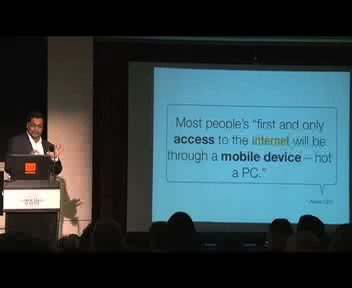 Most people's "first and only
access to the Internet will be
through a mobile device—not
a PC."